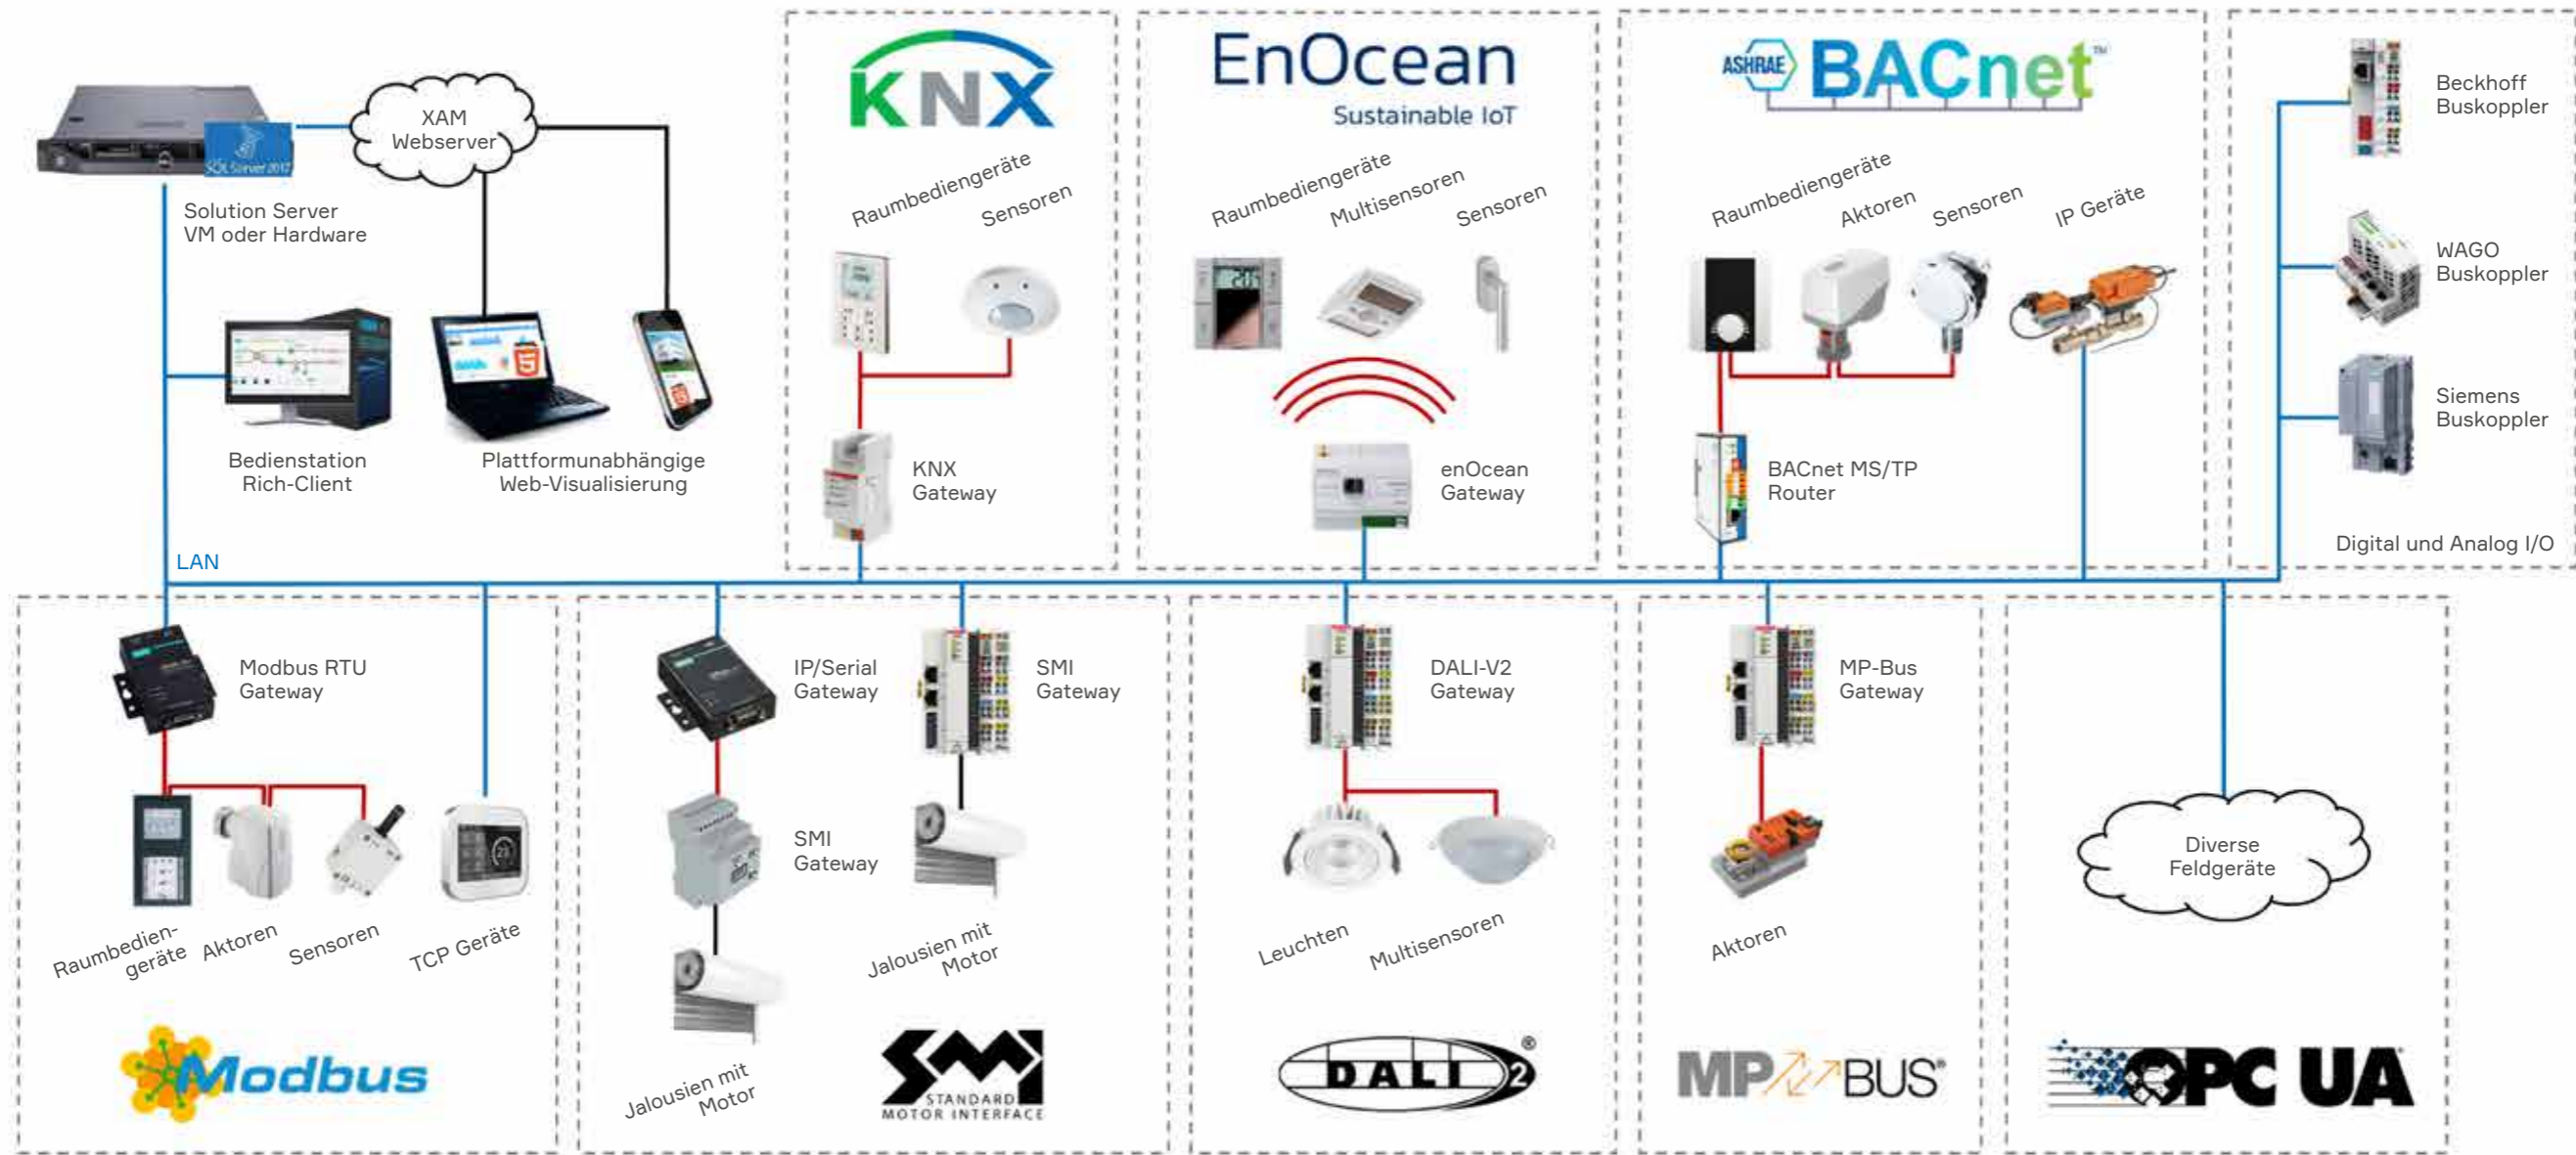 SQL Server 2017
XAM
Webserver
Solution Server
VM oder Hardware
Bedienstation
Rich-Client
Plattformunabhängige
Web-Visualisierung
LAN
KNX
Raumbediengeräte
Sensoren
KNX
Gateway
EnOcean
Sustainable IoT
Raumbediengeräte
Multisensoren
Sensoren
enOcean
Gateway
ASHRAE BACnet™
Raumbediengeräte
Aktoren
Sensoren
IP Geräte
BACnet MS/TP
Router
Beckhoff
Buskoppler
WAGO
Buskoppler
Siemens
Buskoppler
Digital und Analog I/O
Modbus RTU
Gateway
Raumbedien-
geräte
Aktoren
Sensoren
TCP Geräte
Modbus
IP/Serial
Gateway
SMI
Gateway
SMI
Gateway
Jalousien mit
Motor
Jalousien mit
Motor
SMI
STANDARD
MOTOR INTERFACE
DALI-V2
Gateway
Leuchten
Multisensoren
DALI 2®
MP-Bus
Gateway
Aktoren
MP BUS®
Diverse
Feldgeräte
OPC UA